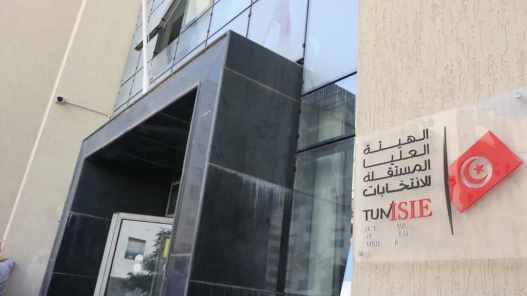 الهيئة
العليا
المستقلة
للانتخابات
TUNISIE